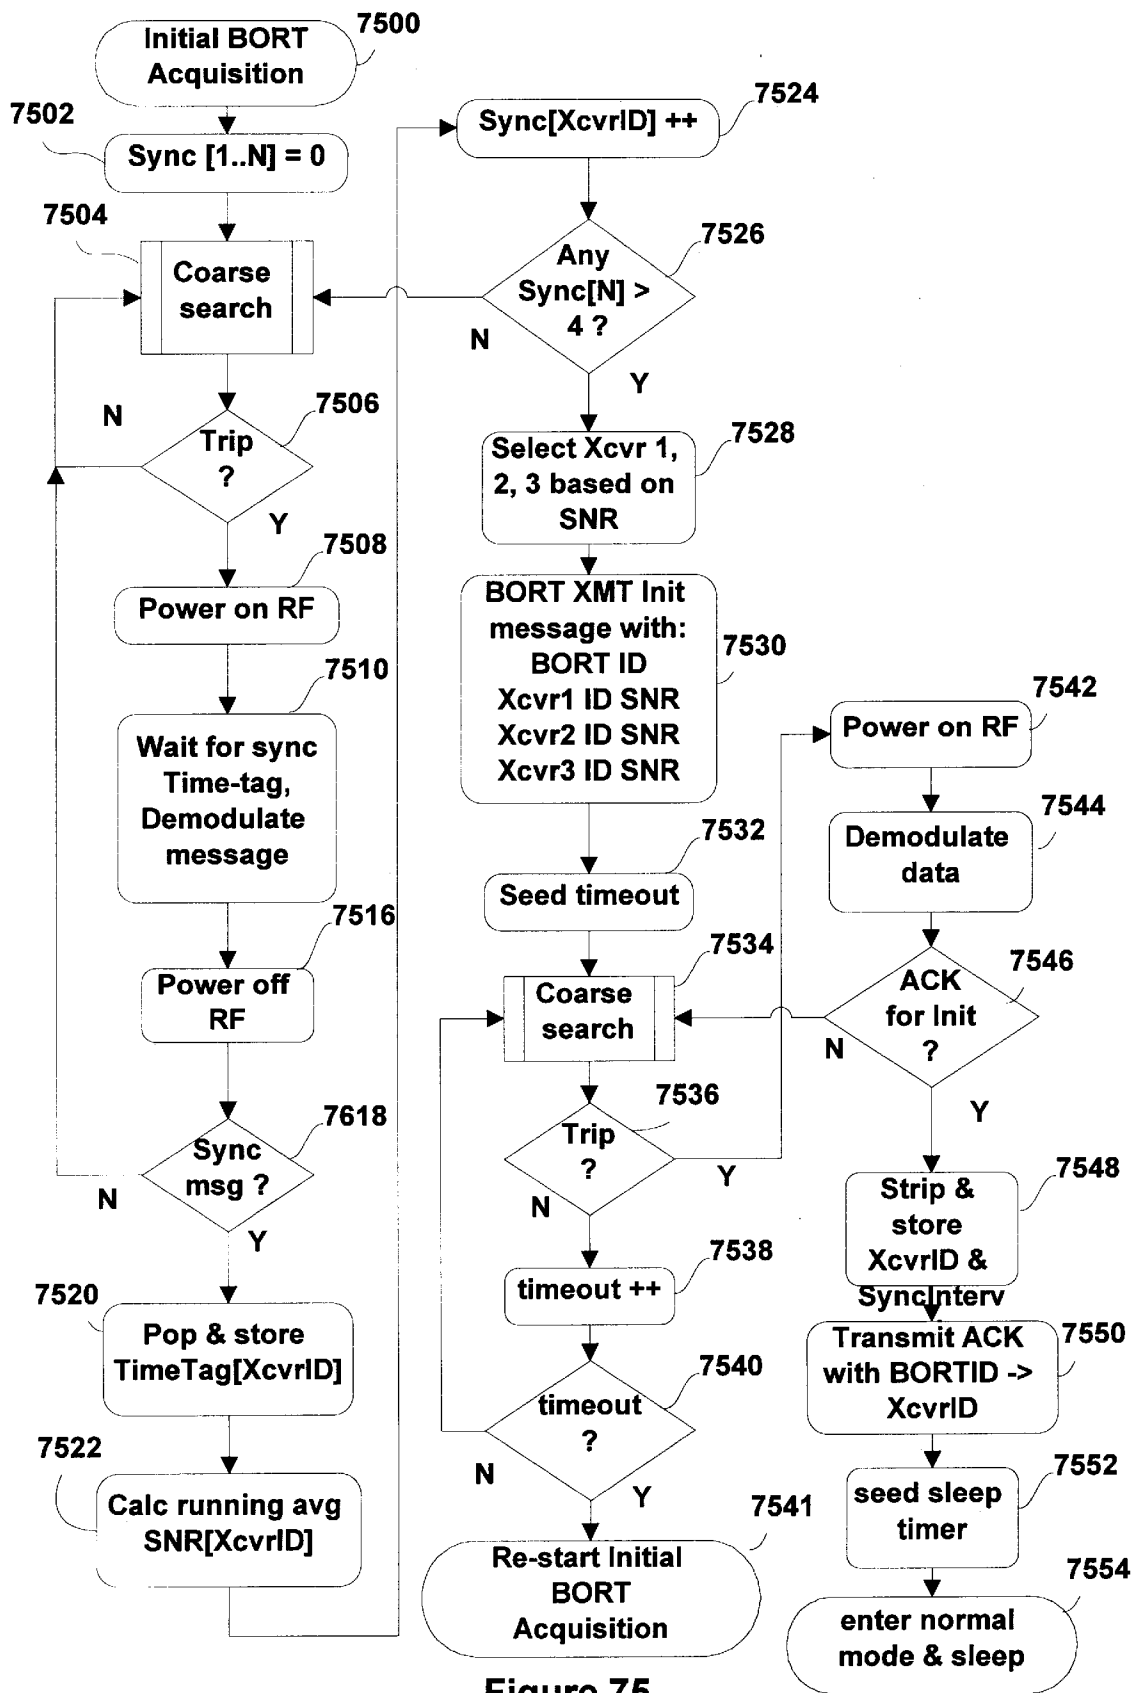 Initial BORT
Acquisition
7500
7502
Sync [1..N] = 0
7504
Coarse
search
N
7506
Trip
?
Y
7508
Power on RF
7510
Wait for sync
Time-tag,
Demodulate
message
7516
Power off
RF
7618
Sync
msg ?
N
Y
7520
Pop & store
TimeTag[XcvrID]
7522
Calc running avg
SNR[XcvrID]
7524
Sync[XcvrID] ++
7526
Any
Sync[N] >
4 ?
N
Y
7528
Select Xcvr 1,
2, 3 based on
SNR
BORT XMT Init
message with:
BORT ID
Xcvr1 ID SNR
Xcvr2 ID SNR
Xcvr3 ID SNR
7530
7532
Seed timeout
7534
Coarse
search
7536
Trip
?
Y
N
7538
timeout ++
7540
timeout
?
N
Y
7541
Re-start Initial
BORT
Acquisition
7542
Power on RF
7544
Demodulate
data
7546
ACK
for Init
?
N
Y
7548
Strip &
store
XcvrID &
SyncInterv
7550
Transmit ACK
with BORTID ->
XcvrID
7552
seed sleep
timer
7554
enter normal
mode & sleep
Figure 75